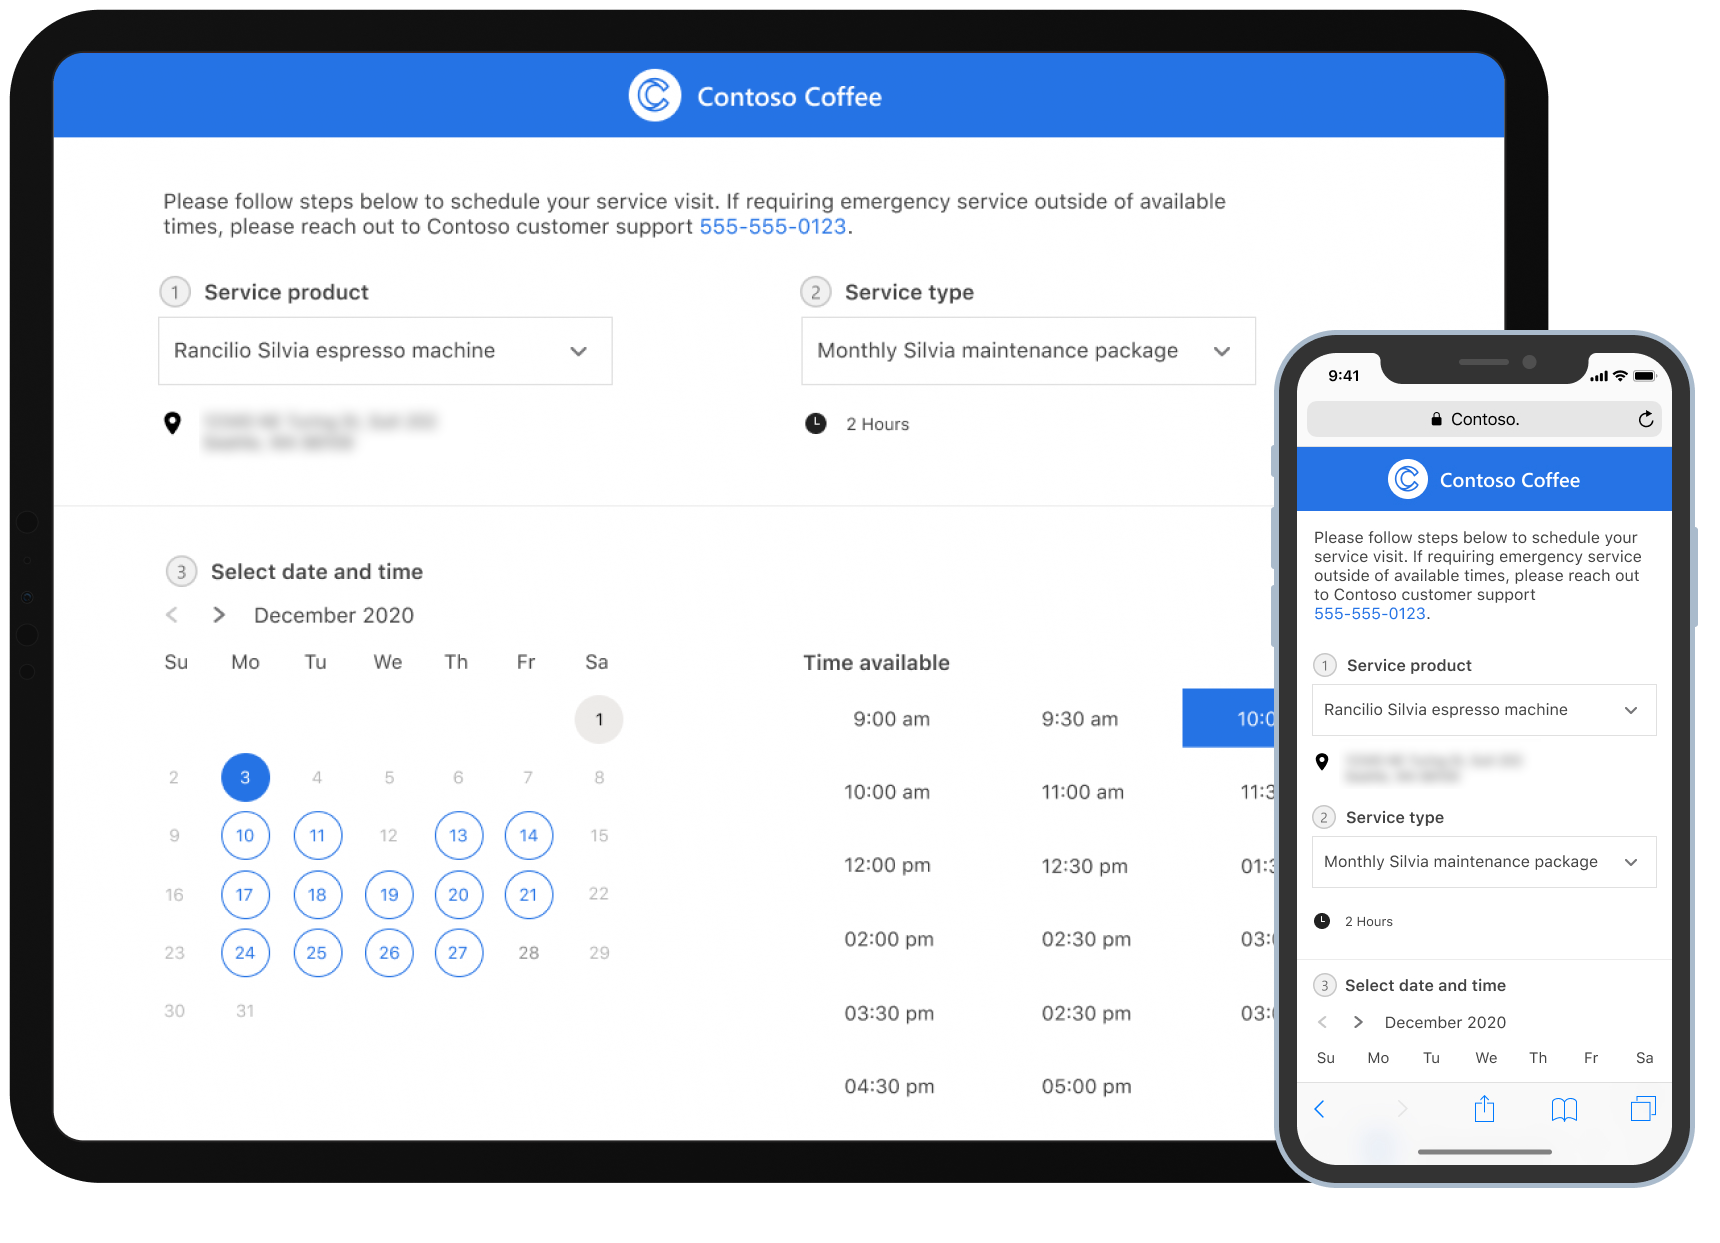 Contoso Coffee
Please follow steps below to schedule your service visit. If requiring emergency service outside of available
times, please reach out to Contoso customer support 555-555-0123.
1 Service product
Rancilio Silvia espresso machine
2 Service type
Monthly Silvia maintenance package
2 Hours
3 Select date and time
December 2020
Su Mo Tu We Th Fr Sa
1
2 3 4 5 6 7 8
9 10 11 12 13 14 15
16 17 18 19 20 21 22
23 24 25 26 27 28 29
30 31
Time available
9:00 am 9:30 am 10:0
10:00 am 11:00 am 11:3
12:00 pm 12:30 pm 01:3
02:00 pm 02:30 pm 03:0
03:30 pm 02:30 pm 03:0
04:30 pm 05:00 pm
9:41
Contoso.
Contoso Coffee
Please follow steps below to schedule your
service visit. If requiring emergency service
outside of available times, please reach out
to Contoso customer support
555-555-0123.
1 Service product
Rancilio Silvia espresso machine
2 Service type
Monthly Silvia maintenance package
2 Hours
3 Select date and time
December 2020
Su Mo Tu We Th Fr Sa